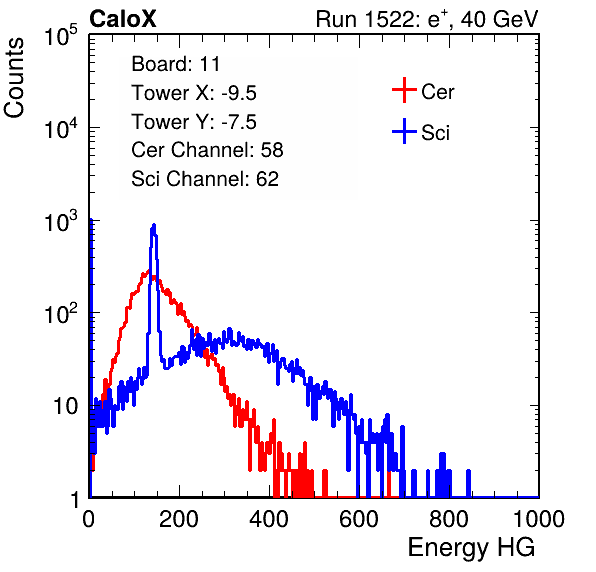 CaloX Run 1522: e⁺, 40 GeV
Counts
10⁵
10⁴
10³
10²
10
1
Board: 11
Tower X: -9.5
Tower Y: -7.5
Cer Channel: 58
Sci Channel: 62
Cer
Sci
0 200 400 600 800 1000
Energy HG